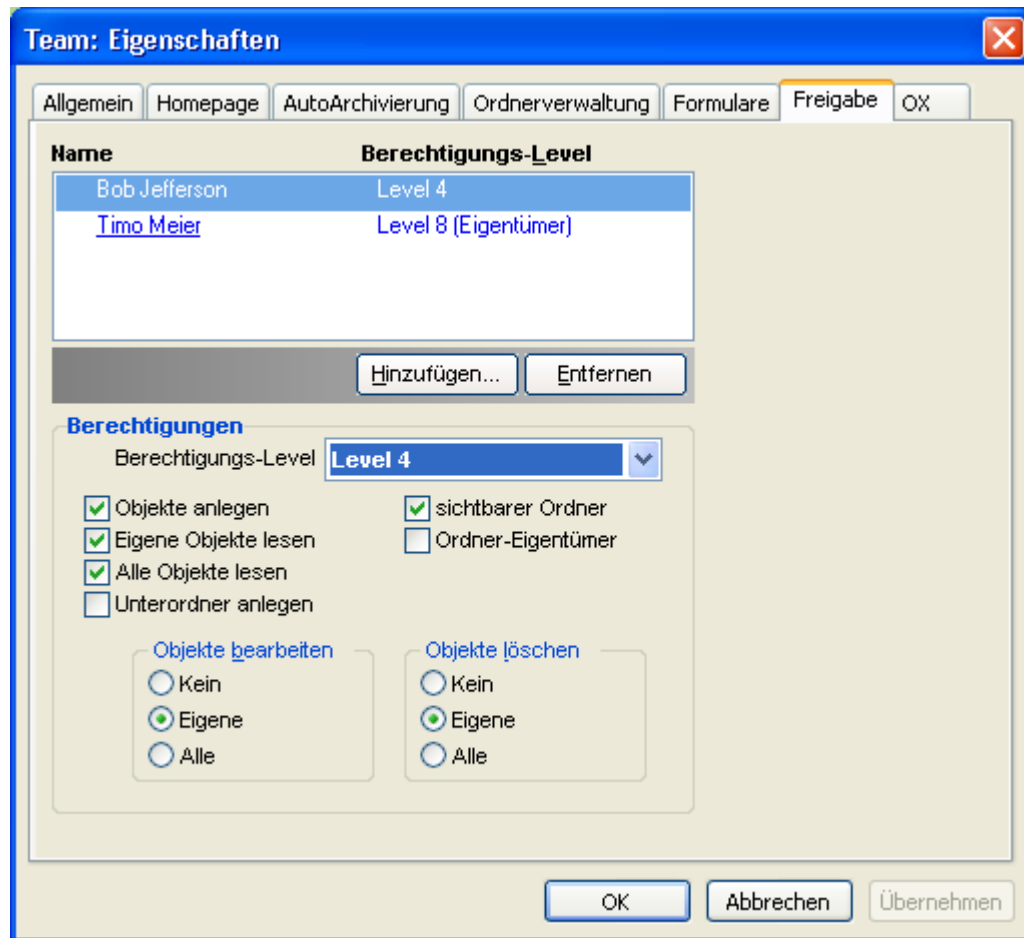 Team: Eigenschaften
Allgemein Homepage AutoArchivierung Ordnerverwaltung Formulare Freigabe OX
Name Berechtigungs-Level
Bob Jefferson Level 4
Timo Meier Level 8 (Eigentümer)
Hinzufügen... Entfernen
Berechtigungen
Berechtigungs-Level Level 4
Objekte anlegen sichtbarer Ordner
Eigene Objekte lesen Ordner-Eigentümer
Alle Objekte lesen
Unterordner anlegen
Objekte bearbeiten Objekte löschen
Kein Kein
Eigene Eigene
Alle Alle
OK Abbrechen Übernehmen